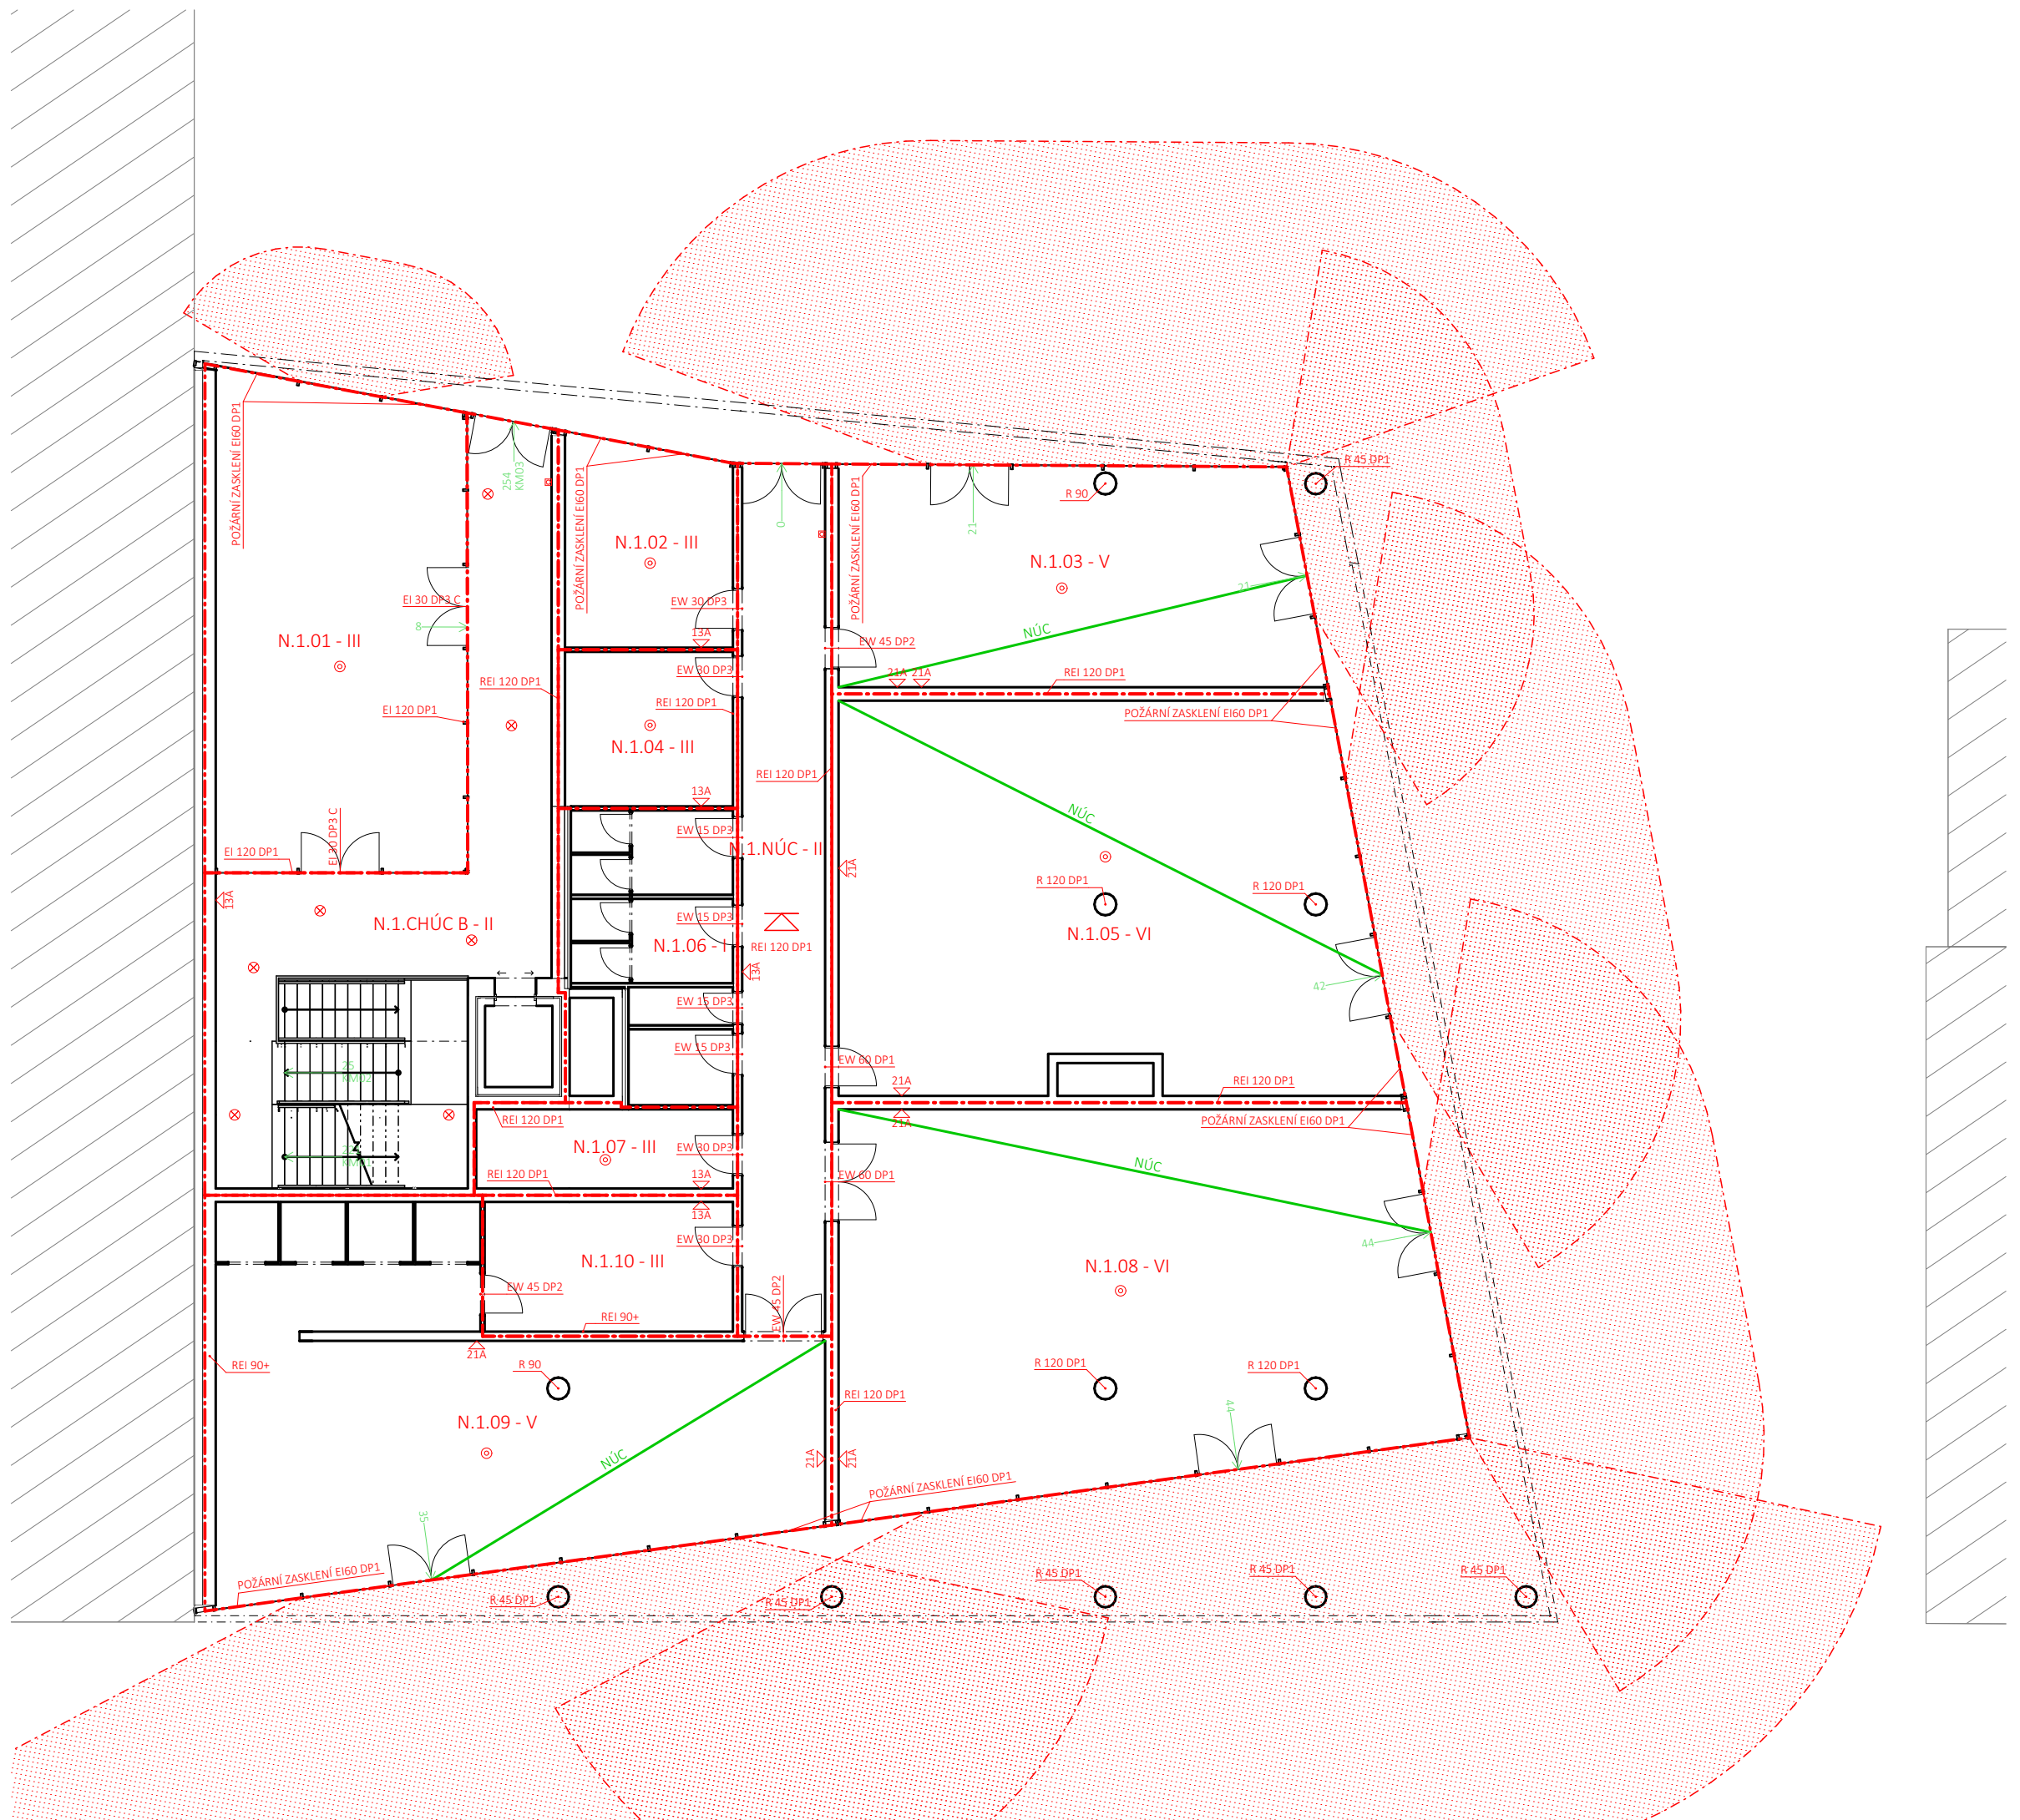 POŽÁRNÍ ZASKLENÍ EI60 DP1
254
KM03
POŽÁRNÍ ZASKLENÍ EI60 DP1
0
POŽÁRNÍ ZASKLENÍ EI60 DP1
21
R 90
R 45 DP1
N.1.02 - III
N.1.03 - V
21
EI 30 DP3 C
EW 30 DP3
8
N.1.01 - III
13A
NÚC
EW 45 DP2
EW 30 DP3
21A
21A
REI 120 DP1
REI 120 DP1
REI 120 DP1
EI 120 DP1
POŽÁRNÍ ZASKLENÍ EI60 DP1
N.1.04 - III
REI 120 DP1
13A
NÚC
EI 30 DP3 C
EW 15 DP3
EI 120 DP1
N.1.NÚC - II
21A
13A
R 120 DP1
R 120 DP1
N.1.CHÚC B - II
EW 15 DP3
N.1.06 - I
REI 120 DP1
N.1.05 - VI
13A
42
EW 15 DP3
EW 15 DP3
EW 60 DP1
25
KM02
21A
REI 120 DP1
REI 120 DP1
21A
POŽÁRNÍ ZASKLENÍ EI60 DP1
N.1.07 - III
EW 30 DP3
NÚC
REI 120 DP1
13A
EW 60 DP1
13A
EW 30 DP3
44
N.1.10 - III
N.1.08 - VI
EW 45 DP2
EW 45 DP2
REI 90+
21A
REI 90+
R 90
R 120 DP1
R 120 DP1
REI 120 DP1
44
N.1.09 - V
NÚC
21A
21A
POŽÁRNÍ ZASKLENÍ EI60 DP1
35
POŽÁRNÍ ZASKLENÍ EI60 DP1
R 45 DP1
R 45 DP1
R 45 DP1
R 45 DP1
R 45 DP1